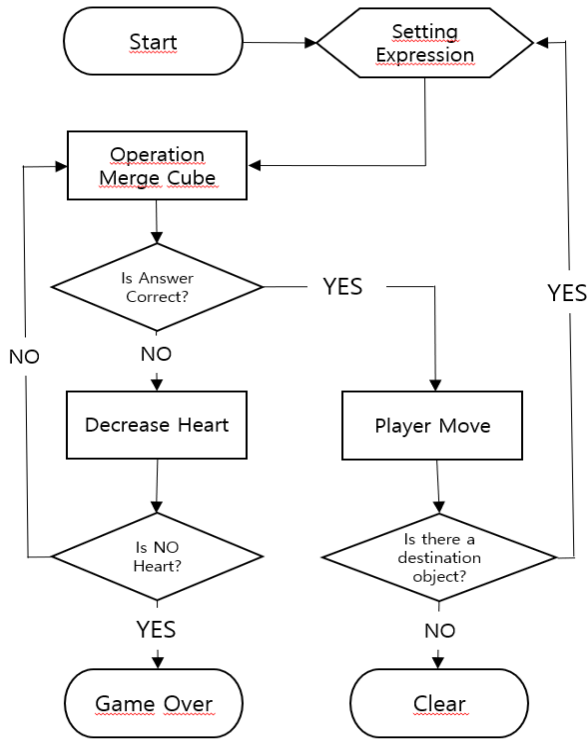 Start
Setting
Expression
Operation
Merge Cube
Is Answer
Correct?
YES
YES
NO
NO
Decrease Heart
Player Move
Is NO
Heart?
Is there a
destination
object?
YES
NO
Game Over
Clear